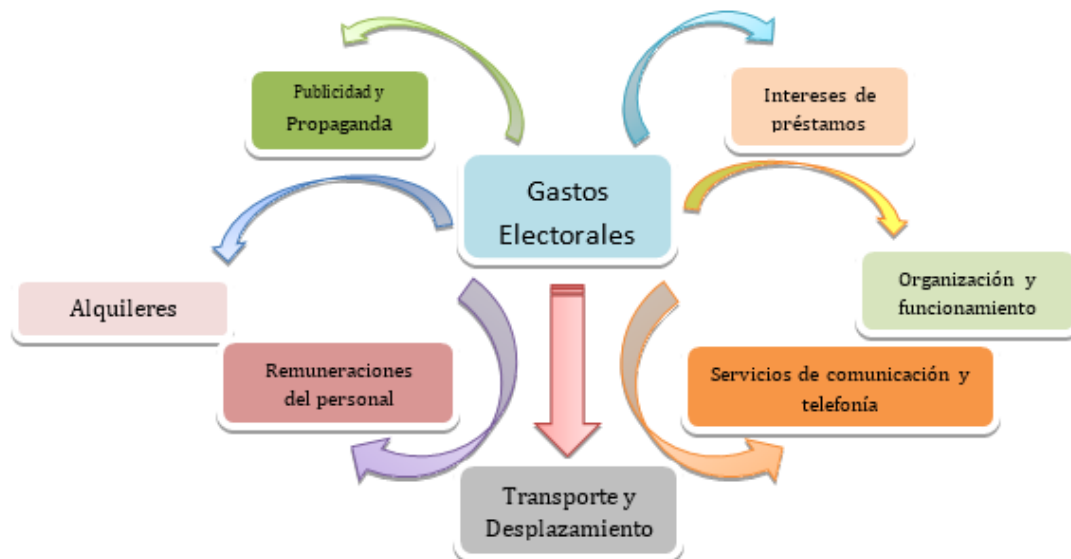 Publicidad y
Propaganda
Intereses de
préstamos
Gastos
Electorales
Alquileres
Organización y
funcionamiento
Remuneraciones
del personal
Servicios de comunicación y
telefonía
Transporte y
Desplazamiento